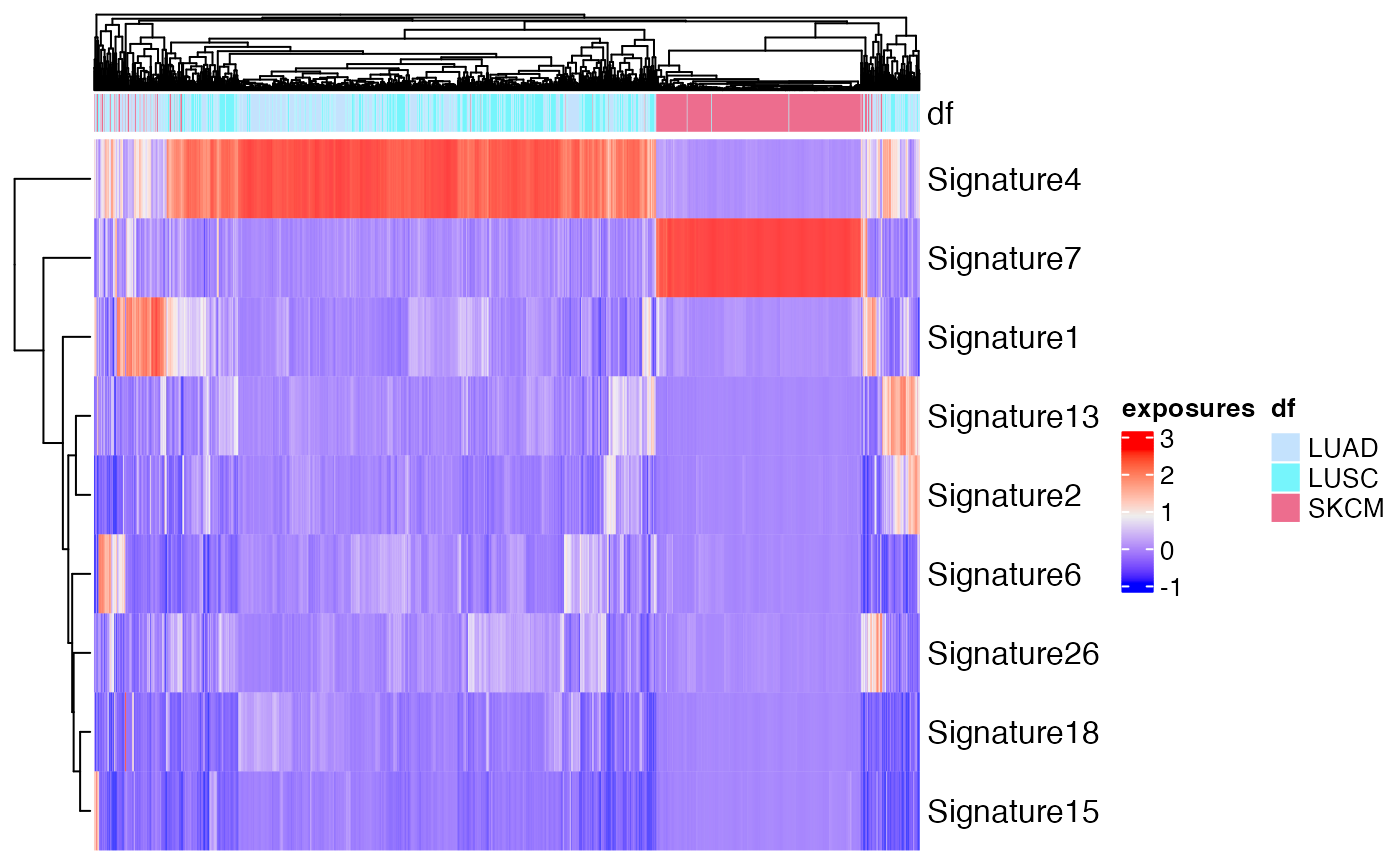 df
Signature4
Signature7
Signature1
Signature13
Signature2
Signature6
Signature26
Signature18
Signature15
exposures
3
2
1
0
-1
df
LUAD
LUSC
SKCM